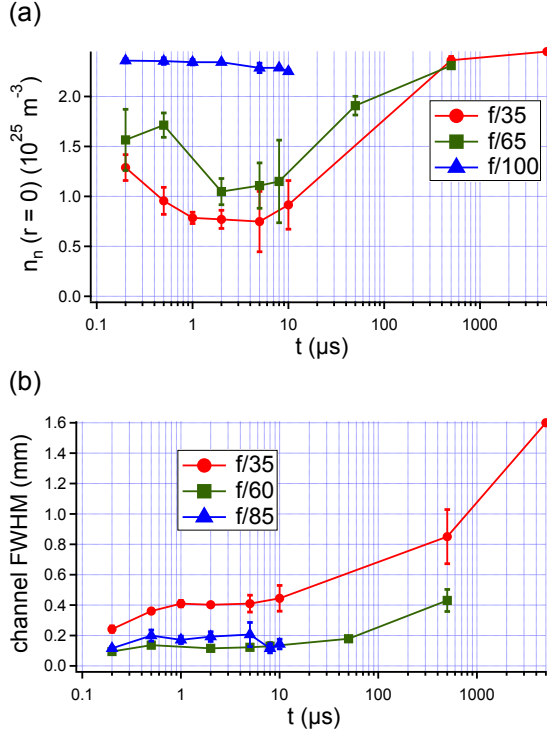 (a)
n_n (r = 0) (10^25 m^-3)
2.0
1.5
1.0
0.5
0.0
f/35
f/65
f/100
0.1
1
10
100
1000
t (µs)
(b)
channel FWHM (mm)
1.6
1.4
1.2
1.0
0.8
0.6
0.4
0.2
0.0
f/35
f/60
f/85
0.1
1
10
100
1000
t (µs)